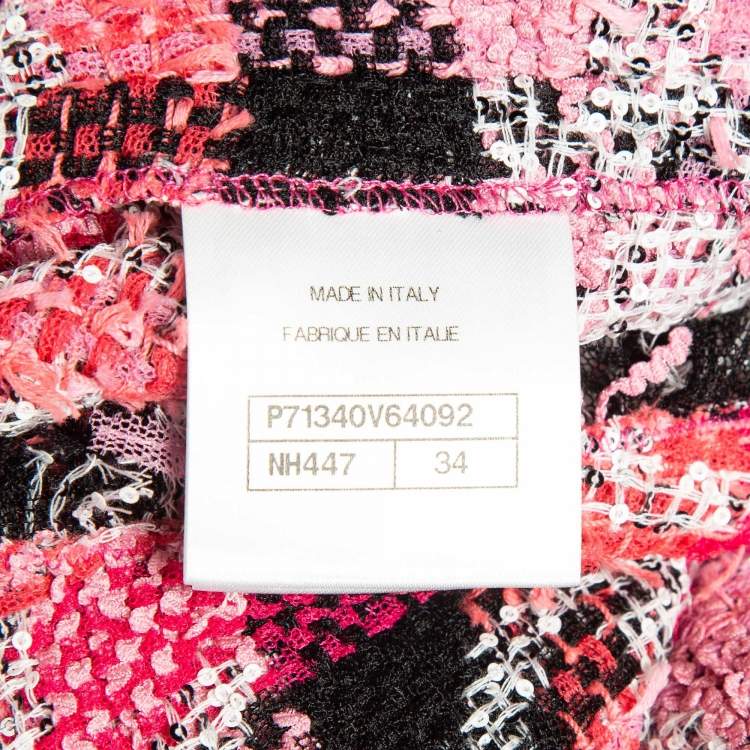 MADE IN ITALY
FABRIQUE EN ITALIE
P71340V64092
NH447 34